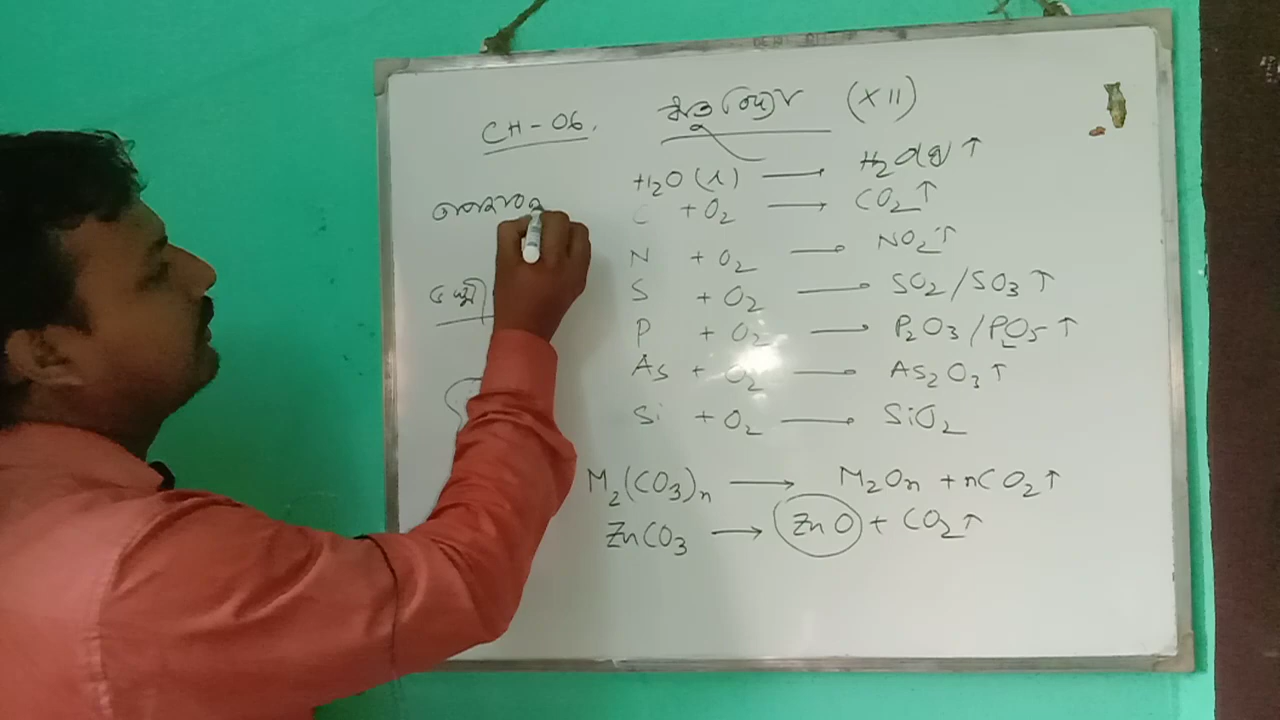 CH-06. ধাতুবিদ্যা (XII)
H₂O (l) ⟶ H₂O(g) ↑
C + O₂ ⟶ CO₂↑
N + O₂ ⟶ NO₂↑
S + O₂ ⟶ SO₂/SO₃ ↑
P + O₂ ⟶ P₂O₃ /P₂O₅ ↑
As + O₂ ⟶ As₂O₃ ↑
Si + O₂ ⟶ SiO₂
M₂(CO₃)ₙ ⟶ M₂Oₙ + nCO₂↑
ZnCO₃ ⟶ ZnO + CO₂↑